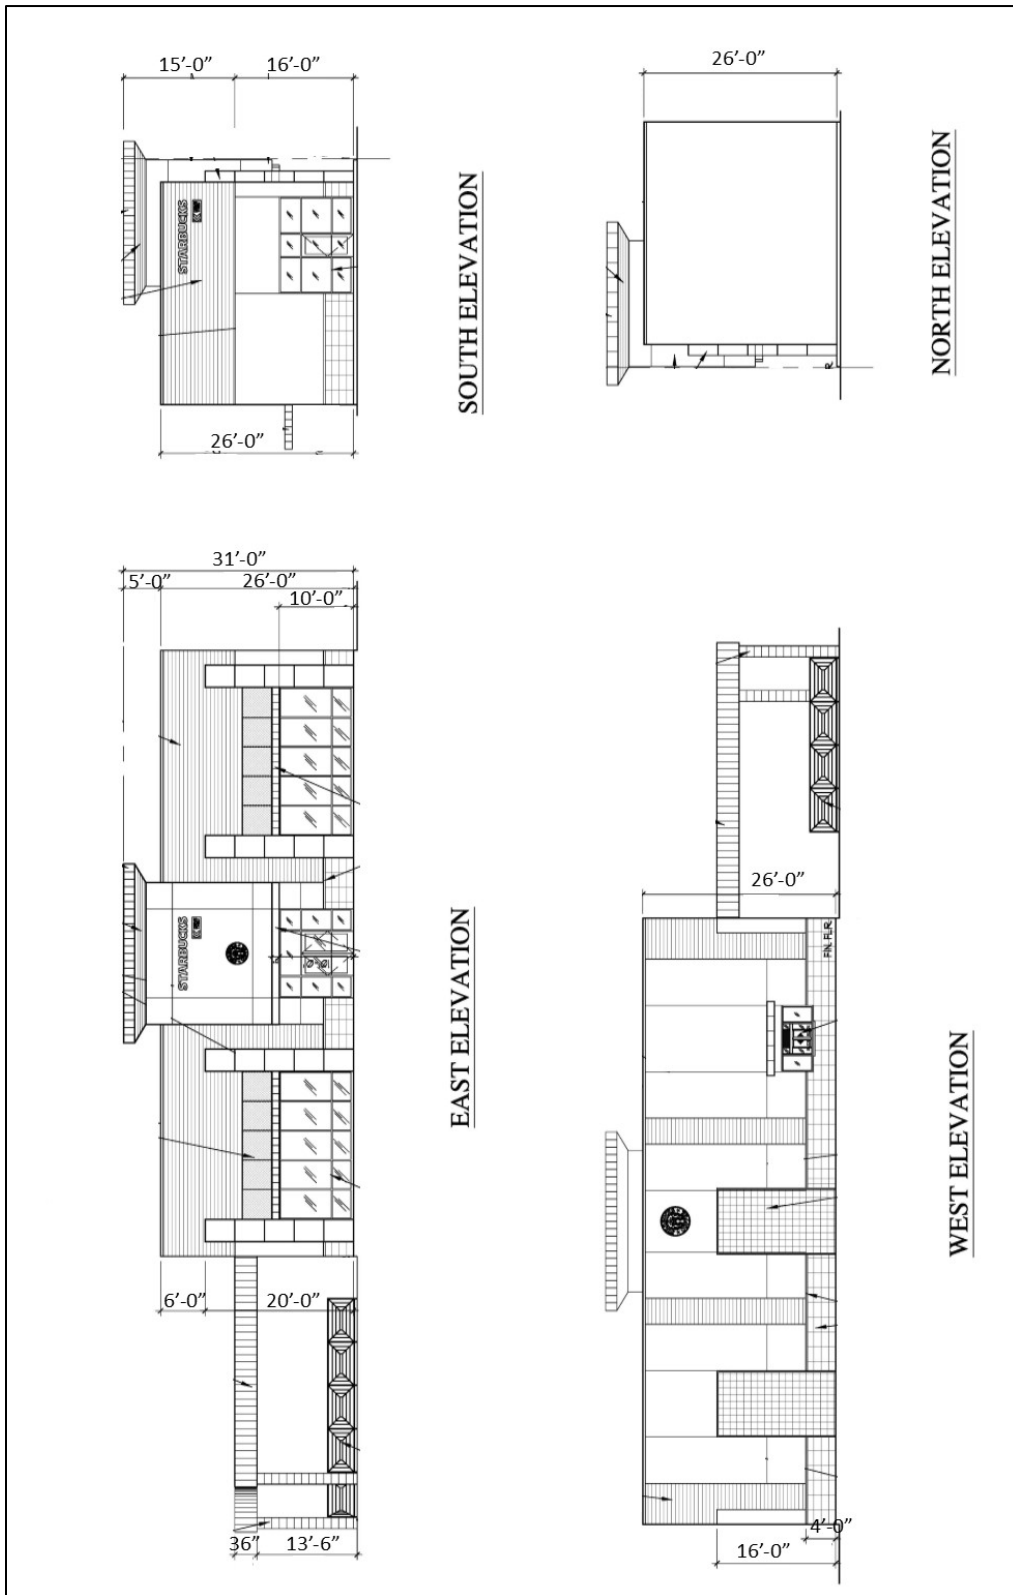 15’-0”
16’-0”
STARBUCKS
26’-0”
SOUTH ELEVATION
26’-0”
NORTH ELEVATION
31’-0”
5’-0”
26’-0”
10’-0”
STARBUCKS
6’-0”
20’-0”
36”
13’-6”
EAST ELEVATION
26’-0”
FIN. FLR.
4’-0”
16’-0”
WEST ELEVATION